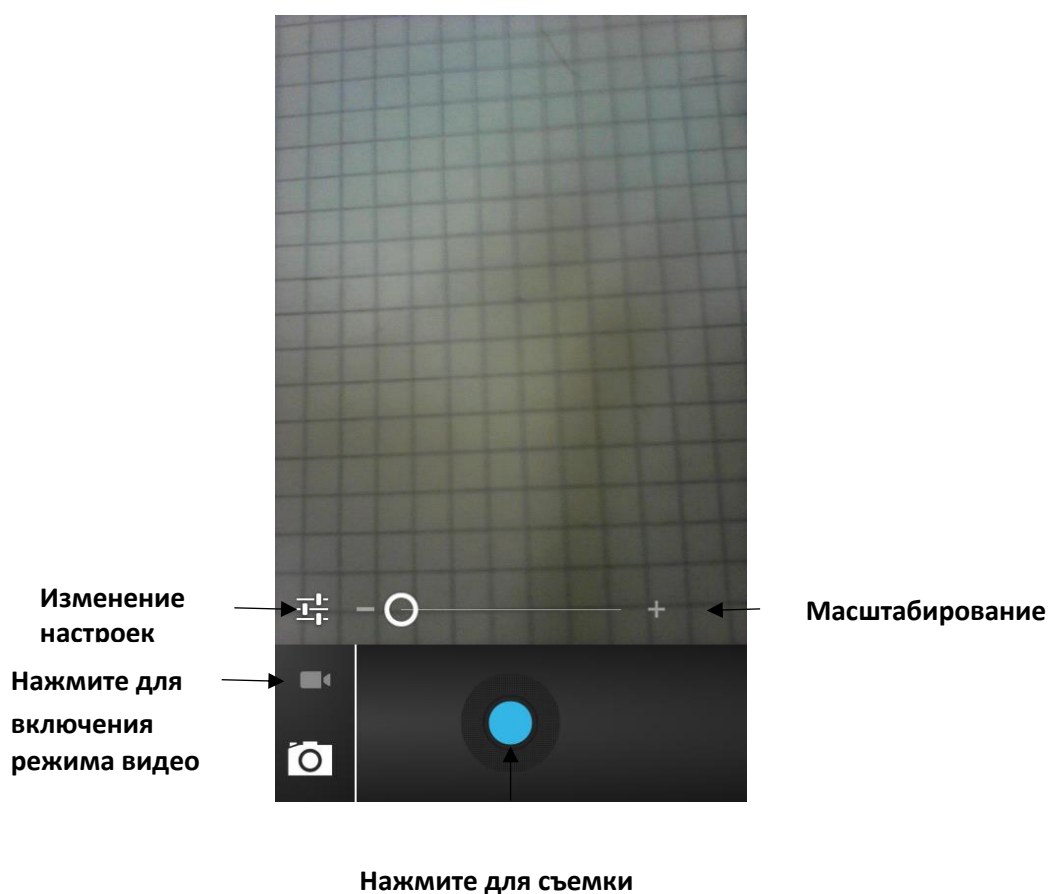 Изменение
настроек
Масштабирование
Нажмите для
включения
режима видео
Нажмите для съемки